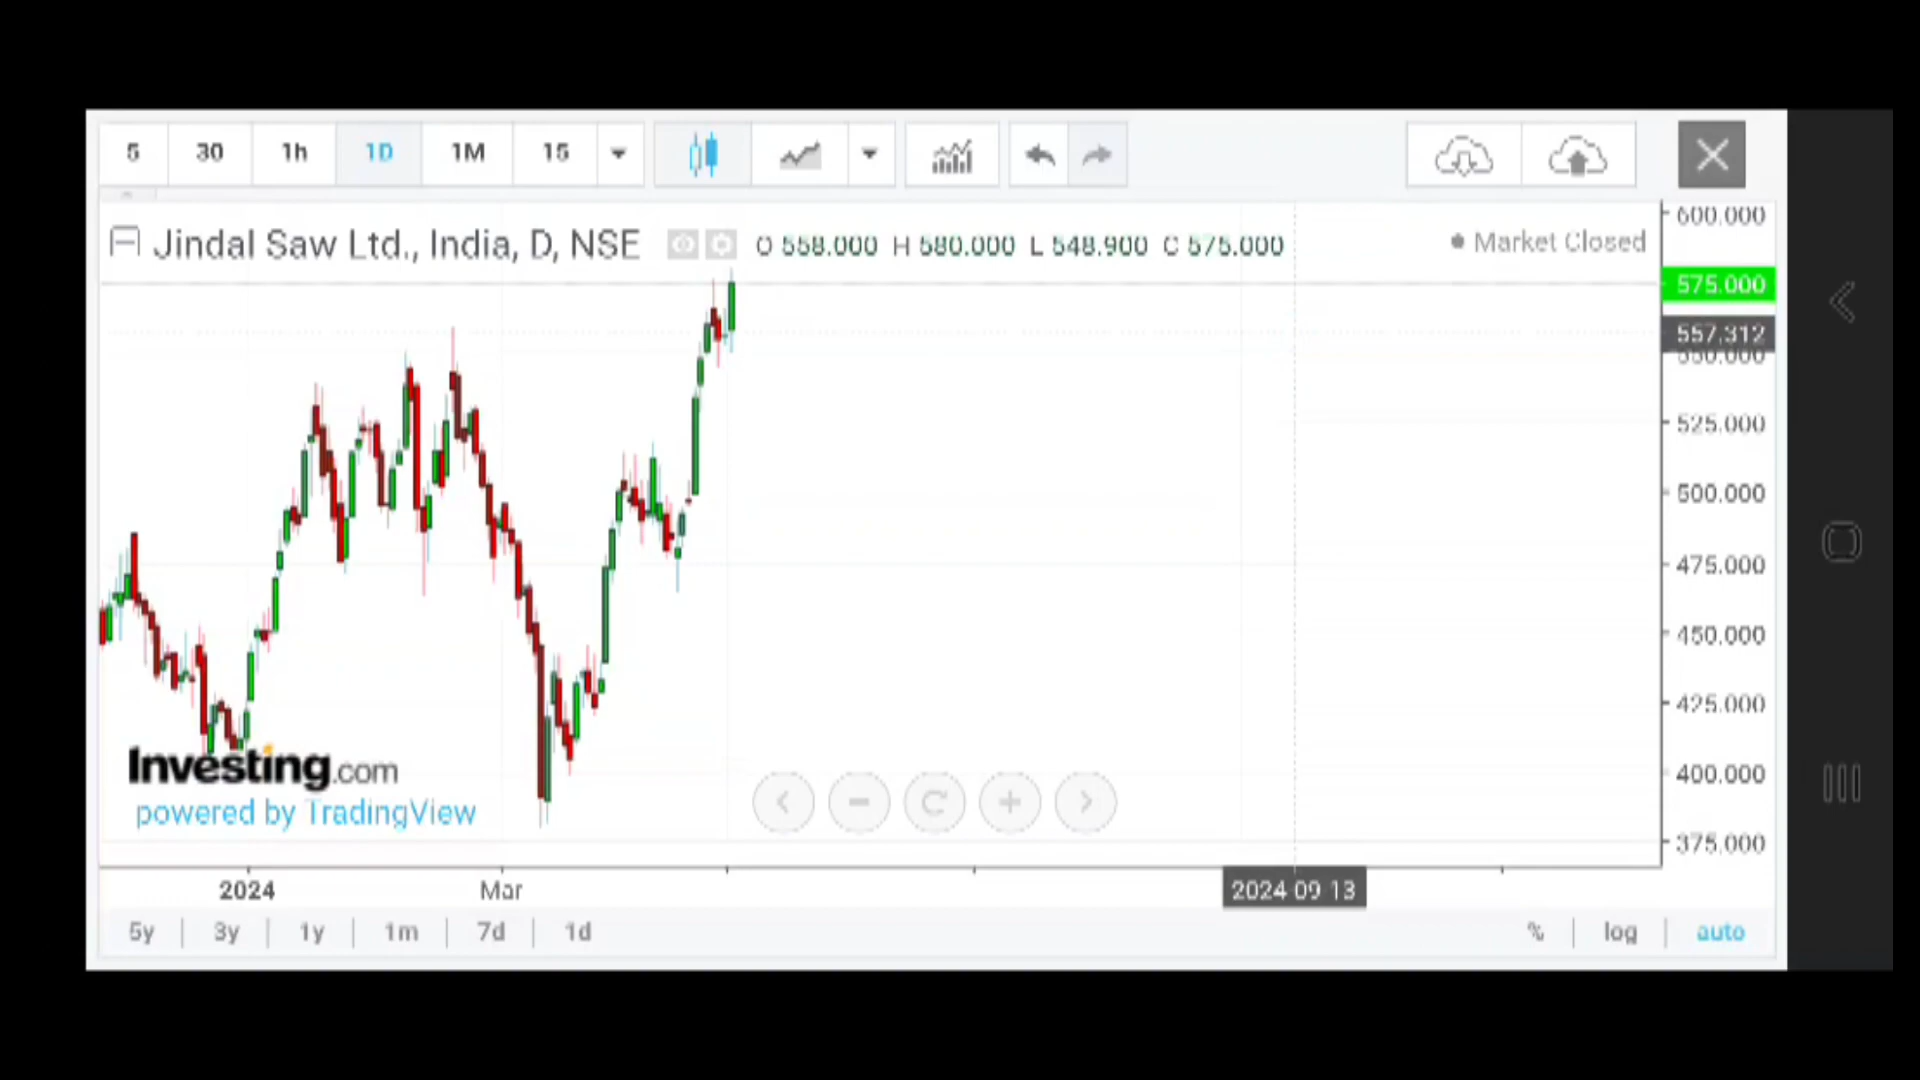 5 30 1h 1D 1M 15
Jindal Saw Ltd., India, D, NSE O 558.000 H 580.000 L 548.900 C 575.000 Market Closed
600.000
575.000
557.312
550.000
525.000
500.000
475.000
450.000
425.000
400.000
375.000
Investing.com
powered by TradingView
2024 Mar 2024 09 13
5y 3y 1y 1m 7d 1d % log auto